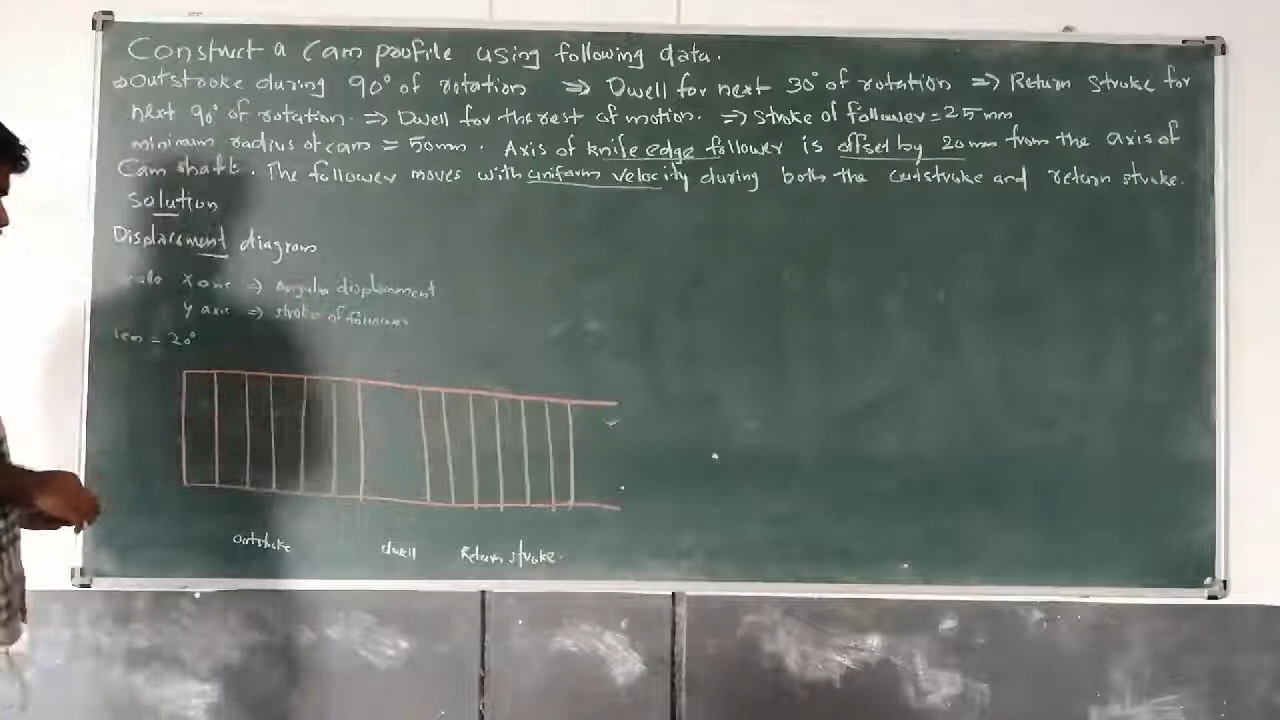 Construct a Cam profile using following data.
⇒ Outstroke during 90° of rotation ⇒ Dwell for next 30° of rotation ⇒ Return Stroke for
next 90° of rotation. ⇒ Dwell for the rest of motion. ⇒ Stroke of follower = 25mm
minimum radius of cam = 50mm. Axis of knife edge follower is offset by 20mm from the axis of
Cam shaft. The follower moves with uniform velocity during both the outstroke and return stroke.
Solution
Displacement diagram
X axis ⇒ angular displacement
y axis ⇒ stroke of follower
1cm = 20°
outstroke dwell Return stroke.